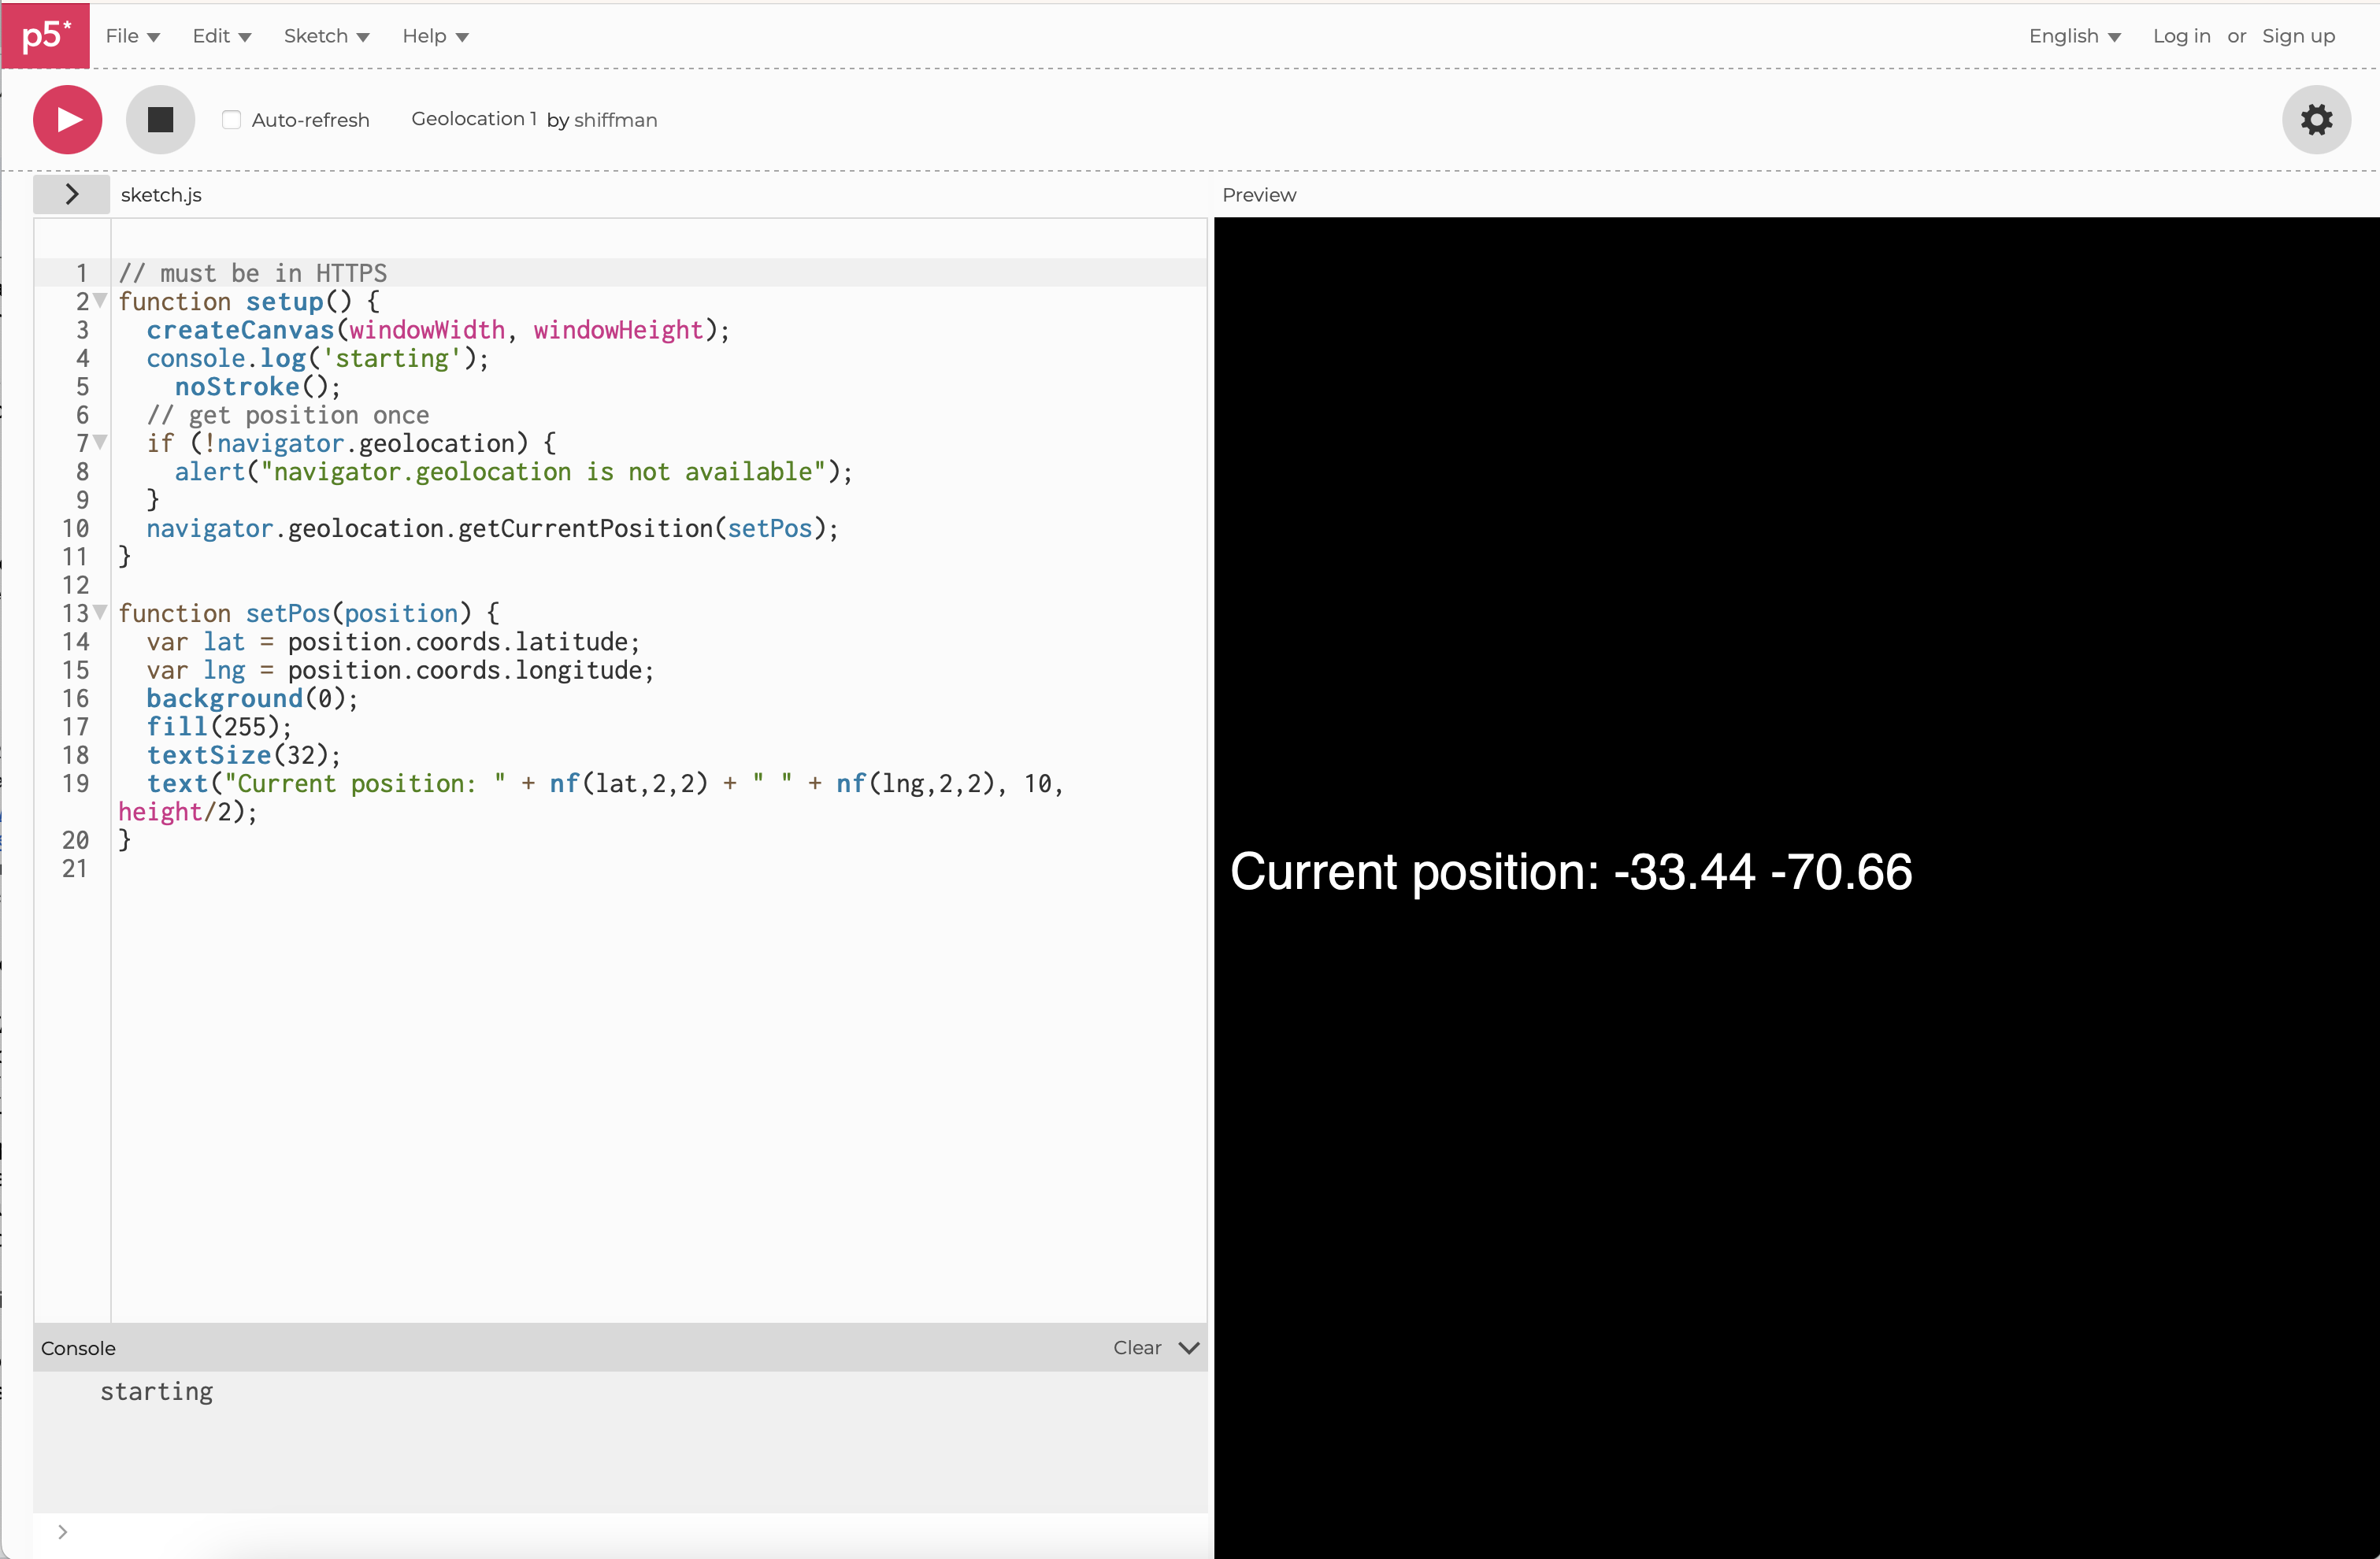 p5*
File Edit Sketch Help English Log in or Sign up
Auto-refresh Geolocation 1 by shiffman
sketch.js
Preview
1 // must be in HTTPS
2 function setup() {
3 createCanvas(windowWidth, windowHeight);
4 console.log('starting');
5 noStroke();
6 // get position once
7 if (!navigator.geolocation) {
8 alert("navigator.geolocation is not available");
9 }
10 navigator.geolocation.getCurrentPosition(setPos);
11 }
12
13 function setPos(position) {
14 var lat = position.coords.latitude;
15 var lng = position.coords.longitude;
16 background(0);
17 fill(255);
18 textSize(32);
19 text("Current position: " + nf(lat,2,2) + " " + nf(lng,2,2), 10,
height/2);
20 }
21
Console Clear
starting
>
Current position: -33.44 -70.66